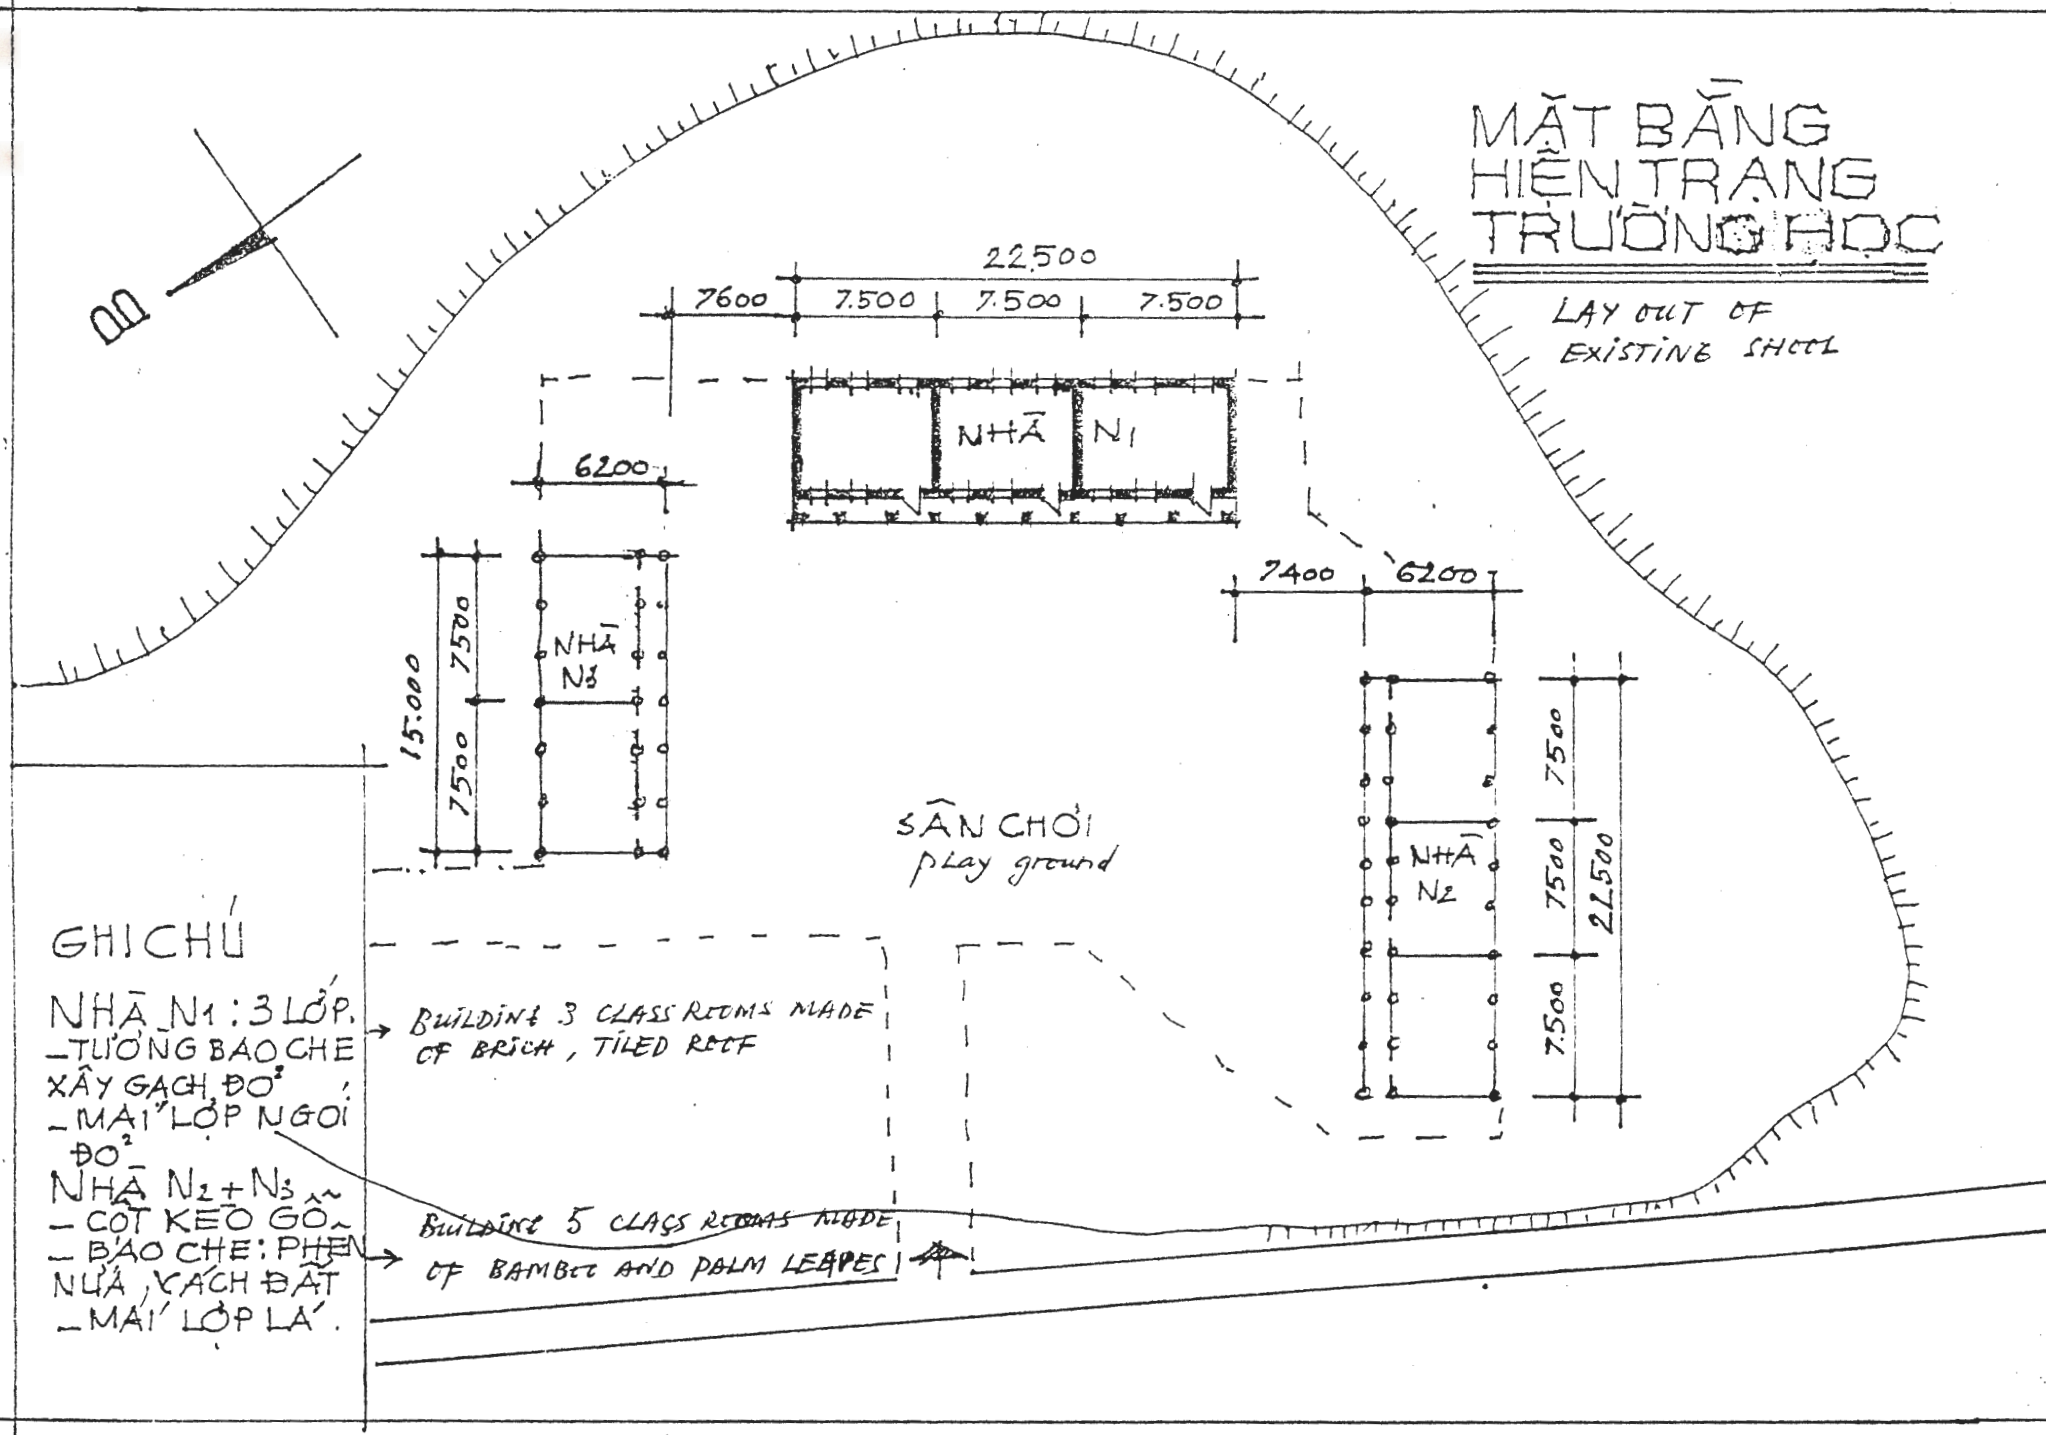 MẶT BẰNG
HIỆN TRẠNG
TRƯỜNG HỌC
LAY OUT OF
EXISTING SHOOL
B
22.500
7600
7.500
7.500
7.500
NHÀ N1
6200
7400
6200
15.000
7500
7500
NHÀ
N3
SÂN CHƠI
play ground
NHÀ
N2
7500
7500
7.500
22.500
GHI CHÚ
NHÀ N1: 3 LỚP.
– TƯỜNG BAO CHE
XÂY GẠCH ĐỎ
– MÁI LỢP NGÓI
ĐỎ
NHÀ N2 + N3
– CỘT KÈO GỖ
– BAO CHE: PHÊN
NỨA, VÁCH ĐẤT
– MÁI LỢP LÁ.
BUILDING 3 CLASS ROOMS MADE
OF BRICH, TILED ROOF
BUILDING 5 CLASS ROOMS MADE
OF BAMBOO AND PALM LEAPES